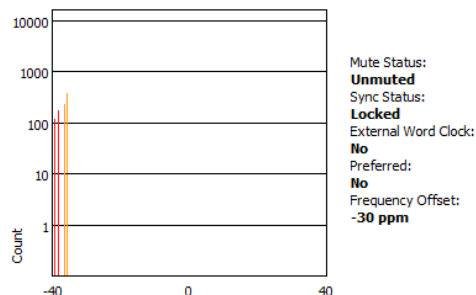 10000
1000
100
10
1
Count
-40
0
40
Mute Status:
Unmuted
Sync Status:
Locked
External Word Clock:
No
Preferred:
No
Frequency Offset:
-30 ppm